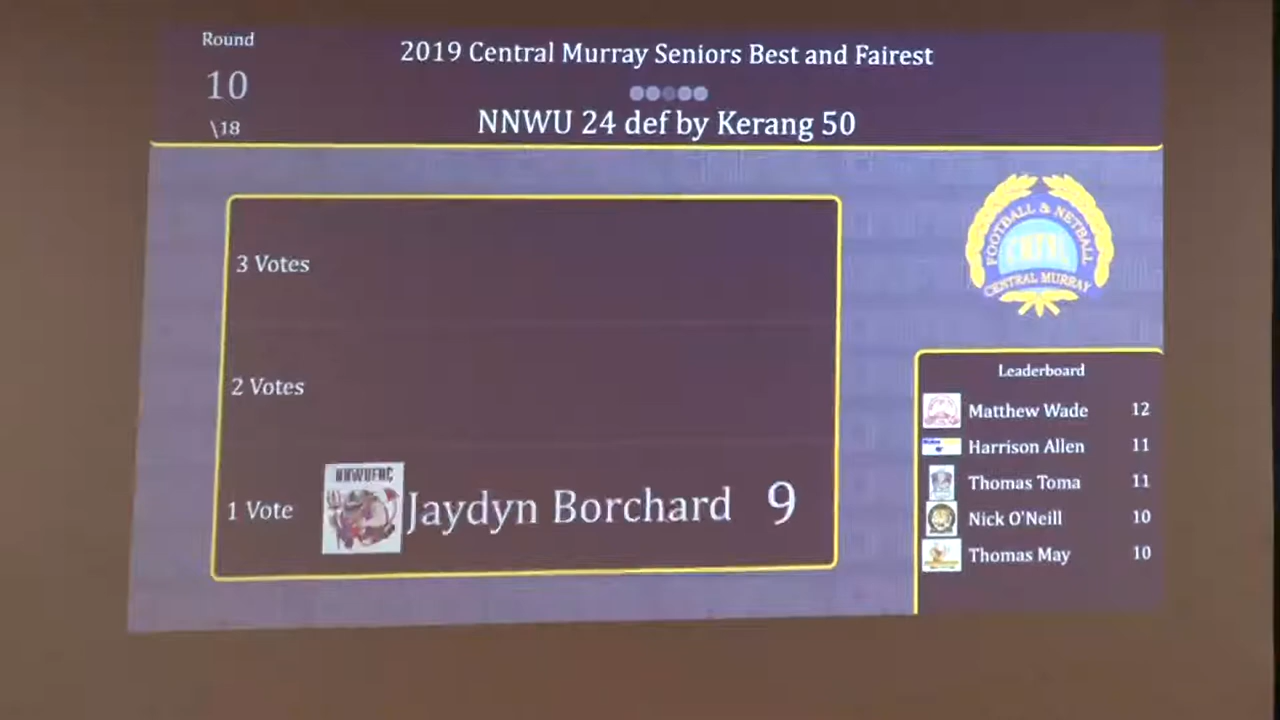 Round
10
\18
2019 Central Murray Seniors Best and Fairest
NNWU 24 def by Kerang 50
3 Votes
2 Votes
1 Vote
NNWUFNC
Jaydyn Borchard 9
FOOTBALL & NETBALL
CMFNL
CENTRAL MURRAY
Leaderboard
Matthew Wade 12
Harrison Allen 11
Thomas Toma 11
Nick O'Neill 10
Thomas May 10